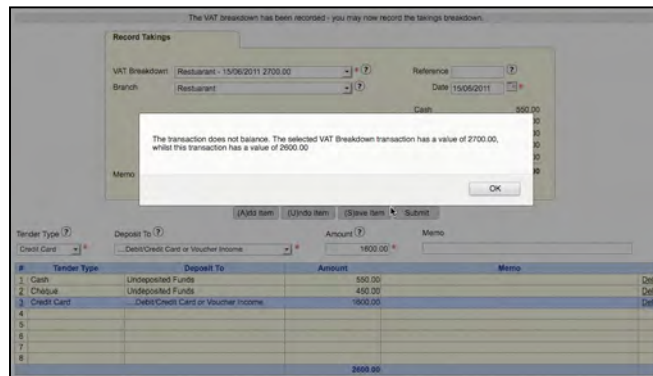 The VAT breakdown has been recorded - you may now record the takings breakdown.
Record Takings
VAT Breakdown Restuarant - 15/06/2011 2700.00 * ? Reference ?
Branch Restuarant ? Date 15/06/2011 *
Cash 550.00
The transaction does not balance. The selected VAT Breakdown transaction has a value of 2700.00,
whilst this transaction has a value of 2600.00
Memo
OK
(A)dd Item (U)ndo Item (S)ave Item Submit
Tender Type ? Deposit To ? Amount ? Memo
Credit Card * ...Debit/Credit Card or Voucher Income * 1600.00 *
# Tender Type Deposit To Amount Memo
1 Cash Undeposited Funds 550.00 Del
2 Cheque Undeposited Funds 450.00 Del
3 Credit Card ...Debit/Credit Card or Voucher Income 1600.00 Del
4
5
6
7
8
2600.00